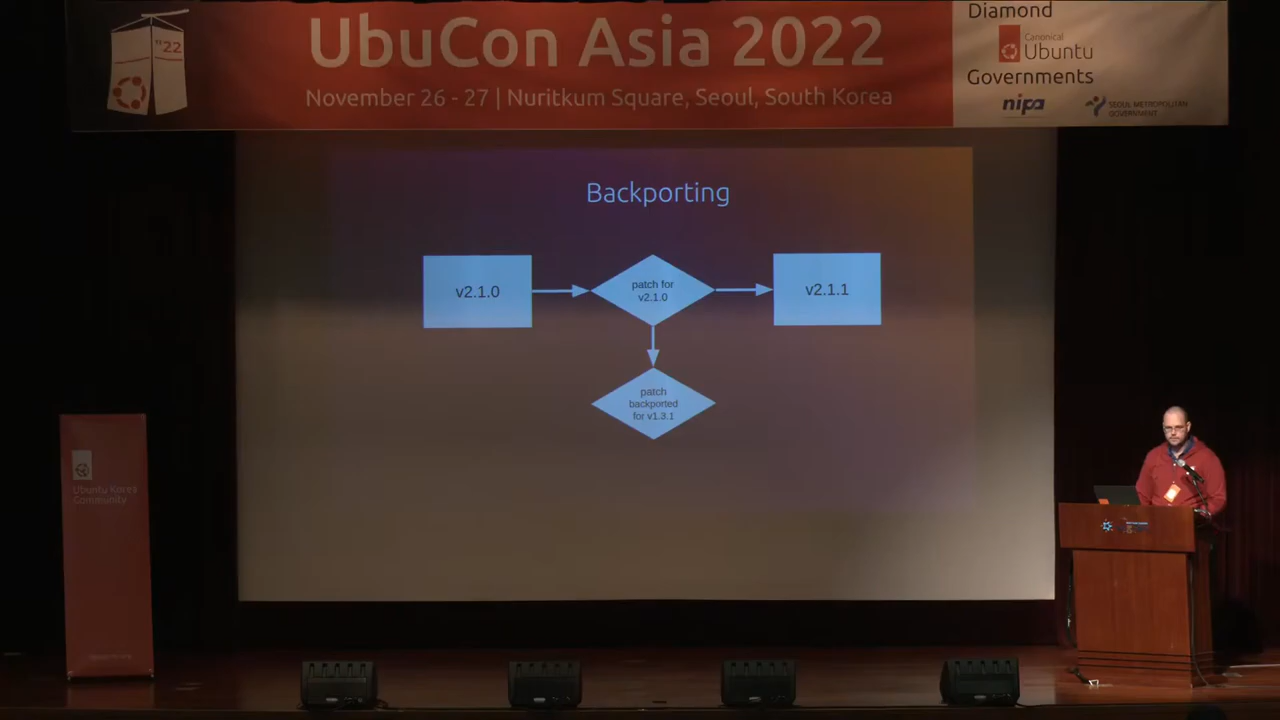 "22
UbuCon Asia 2022
November 26 - 27 | Nuritkum Square, Seoul, South Korea
Diamond
Canonical
Ubuntu
Governments
nipa
SEOUL METROPOLITAN
GOVERNMENT
Backporting
v2.1.0
patch for
v2.1.0
v2.1.1
patch
backported
for v1.3.1
Ubuntu Korea
Community